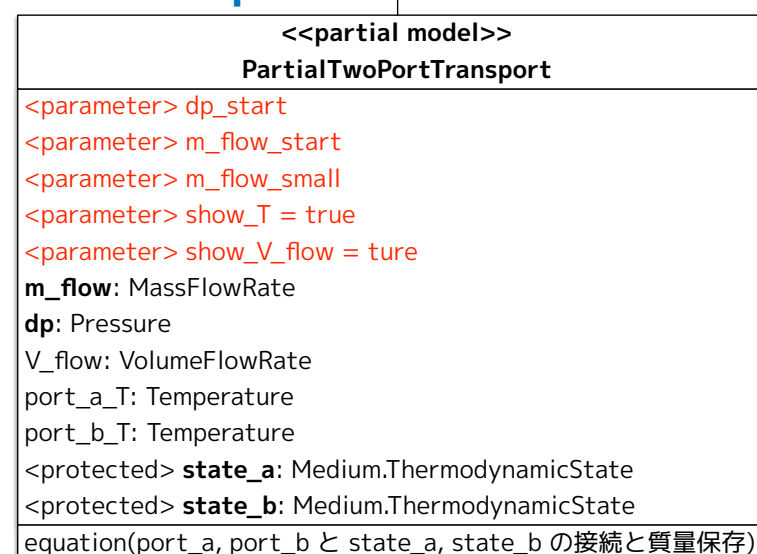 <<partial model>>
PartialTwoPortTransport
<parameter> dp_start
<parameter> m_flow_start
<parameter> m_flow_small
<parameter> show_T = true
<parameter> show_V_flow = ture
m_flow: MassFlowRate
dp: Pressure
V_flow: VolumeFlowRate
port_a_T: Temperature
port_b_T: Temperature
<protected> state_a: Medium.ThermodynamicState
<protected> state_b: Medium.ThermodynamicState
equation(port_a, port_b と state_a, state_b の接続と質量保存)